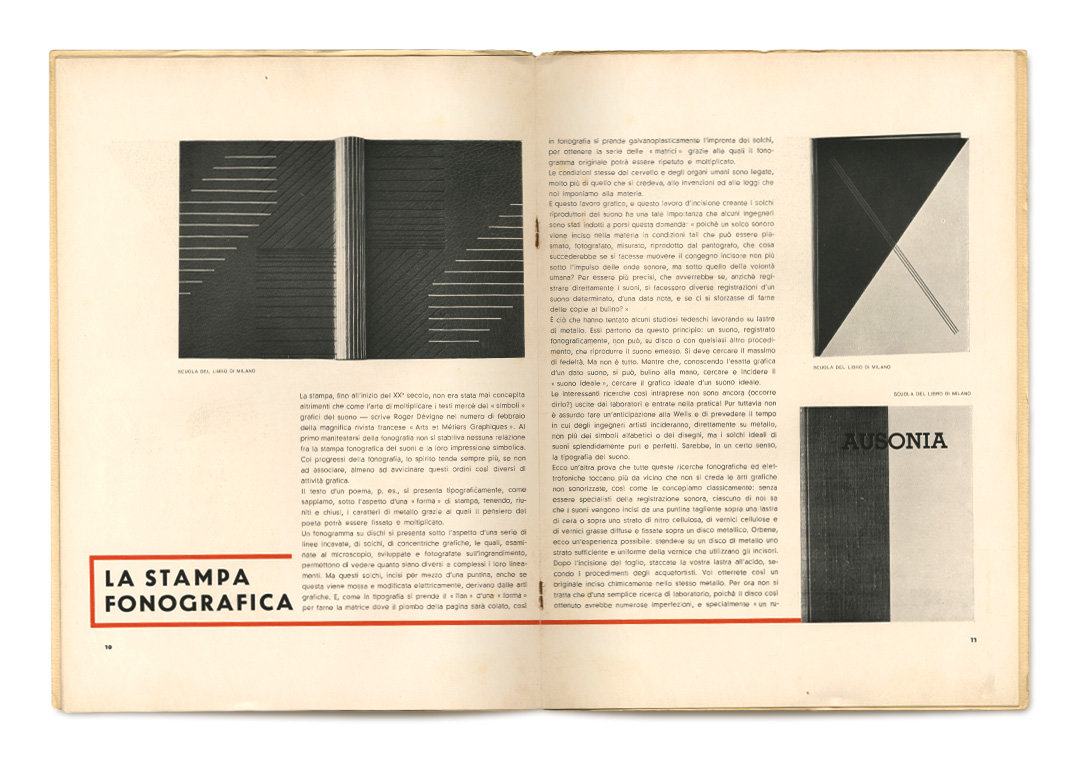 SCUOLA DEL LIBRO DI MILANO
La stampa, fino all'inizio del XX° secolo, non era stata mai concepita
altrimenti che come l'arte di moltiplicare i testi mercè dei « simboli »
grafici del suono — scrive Roger Dévigne nel numero di febbraio
della magnifica rivista francese « Arts et Métiers Graphiques ». Al
primo manifestarsi della fonografia non si stabiliva nessuna relazione
fra la stampa fonografica dei suoni e la loro impressione simbolica.
Coi progressi della fonografia, lo spirito tende sempre più, se non
ad associare, almeno ad avvicinare questi ordini così diversi di
attività grafica.
Il testo d'un poema, p. es., si presenta tipograficamente, come
sappiamo, sotto l'aspetto d'una « forma » di stampa, tenendo, riu-
niti e chiusi, i caratteri di metallo grazie ai quali il pensiero del
poeta potrà essere fissato e moltiplicato.
Un fonogramma su dischi si presenta sotto l'aspetto d'una serie di
linee incavate, di solchi, di concentriche grafiche, le quali, esami-
nate al microscopio, sviluppate e fotografate sull'ingrandimento,
permettono di vedere quanto siano diversi e complessi i loro linea-
menti. Ma questi solchi, incisi per mezzo d'una puntina, anche se
questa viene mossa e modificata elettricamente, derivano dalle arti
grafiche. E, come in tipografia si prende il « flan » d'una « forma »
per farne la matrice dove il piombo della pagina sarà colato, così
LA STAMPA
FONOGRAFICA
10
in fonografia si prende galvanoplasticamente l'impronta dei solchi,
per ottenere la serie delle « matrici » grazie alle quali il fono-
gramma originale potrà essere ripetuto e moltiplicato.
Le condizioni stesse del cervello e degli organi umani sono legate,
molto più di quello che si credeva, alle invenzioni ed alle leggi che
noi imponiamo alla materia.
E questo lavoro grafico, e questo lavoro d'incisione creante i solchi
riproduttori del suono ha una tale importanza che alcuni ingegneri
sono stati indotti a porsi questa domanda: « poichè un solco sonoro
viene inciso nella materia in condizioni tali che può essere pla-
smato, fotografato, misurato, riprodotto dal pantografo, che cosa
succederebbe se si facesse muovere il congegno incisore non più
sotto l'impulso delle onde sonore, ma sotto quello della volontà
umana? Per essere più precisi, che avverrebbe se, anzichè regi-
strare direttamente i suoni, si facessero diverse registrazioni d'un
suono determinato, d'una data nota, e se ci si sforzasse di farne
delle copie al bulino? »
È ciò che hanno tentato alcuni studiosi tedeschi lavorando su lastre
di metallo. Essi partono da questo principio: un suono, registrato
fonograficamente, non può, su disco o con qualsiasi altro procedi-
mento, che riprodurre il suono emesso. Si deve cercare il massimo
di fedeltà. Ma non è tutto. Mentre che, conoscendo l'esatta grafica
d'un dato suono, si può, bulino alla mano, cercare e incidere il
« suono ideale », cercare il grafico ideale d'un suono ideale.
Le interessanti ricerche così intraprese non sono ancora (occorre
dirlo?) uscite dai laboratori e entrate nella pratica! Pur tuttavia non
è assurdo fare un'anticipazione alla Wells e di prevedere il tempo
in cui degli ingegneri artisti incideranno, direttamente su metallo,
non più dei simboli alfabetici o dei disegni, ma i solchi ideali di
suoni splendidamente puri e perfetti. Sarebbe, in un certo senso,
la tipografia del suono.
Ecco un'altra prova che tutte queste ricerche fonografiche ed elet-
trofoniche toccano più da vicino che non si creda le arti grafiche
non sonorizzate, così come le concepiamo classicamente: senza
essere specialisti della registrazione sonora, ciascuno di noi sa
che i suoni vengono incisi da una puntina tagliente sopra una lastra
di cera o sopra uno strato di nitro cellulosa, di vernici cellulose e
di vernici grasse diffuse e fissate sopra un disco metallico. Orbene,
ecco un'esperienza possibile: stendere su un disco di metallo uno
strato sufficiente e uniforme della vernice che utilizzano gli incisori.
Dopo l'incisione del foglio, staccate la vostra lastra all'acido, se-
condo i procedimenti degli acquefortisti. Voi otterrete così un
originale inciso chimicamente nello stesso metallo. Per ora non si
tratta che d'una semplice ricerca di laboratorio, poichè il disco così
ottenuto avrebbe numerose imperfezioni, e specialmente « un ru-
SCUOLA DEL LIBRO DI MILANO
SCUOLA DEL LIBRO DI MILANO
AUSONIA
11